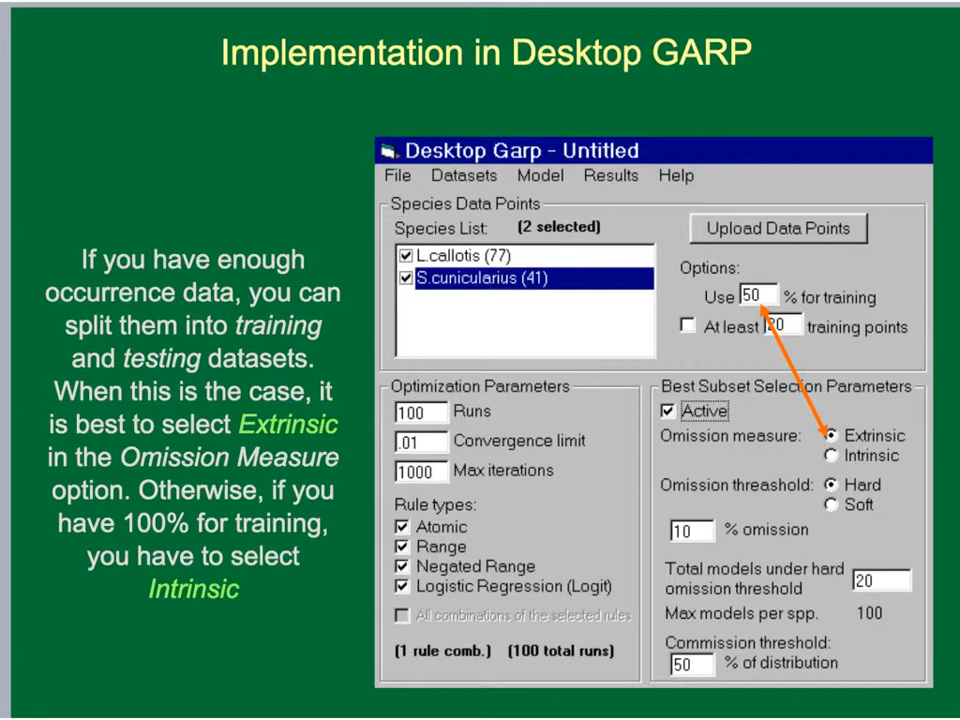 Implementation in Desktop GARP
If you have enough
occurrence data, you can
split them into training
and testing datasets.
When this is the case, it
is best to select Extrinsic
in the Omission Measure
option. Otherwise, if you
have 100% for training,
you have to select
Intrinsic
Desktop Garp - Untitled
File Datasets Model Results Help
Species Data Points
Species List: (2 selected)
L.callotis (77)
S.cunicularius (41)
Upload Data Points
Options:
Use 50 % for training
At least 20 training points
Optimization Parameters
100 Runs
.01 Convergence limit
1000 Max iterations
Rule types:
Atomic
Range
Negated Range
Logistic Regression (Logit)
All combinations of the selected rules
(1 rule comb.) (100 total runs)
Best Subset Selection Parameters
Active
Omission measure: Extrinsic
Intrinsic
Omission threashold: Hard
Soft
10 % omission
Total models under hard
omission threshold 20
Max models per spp. 100
Commission threshold:
50 % of distribution